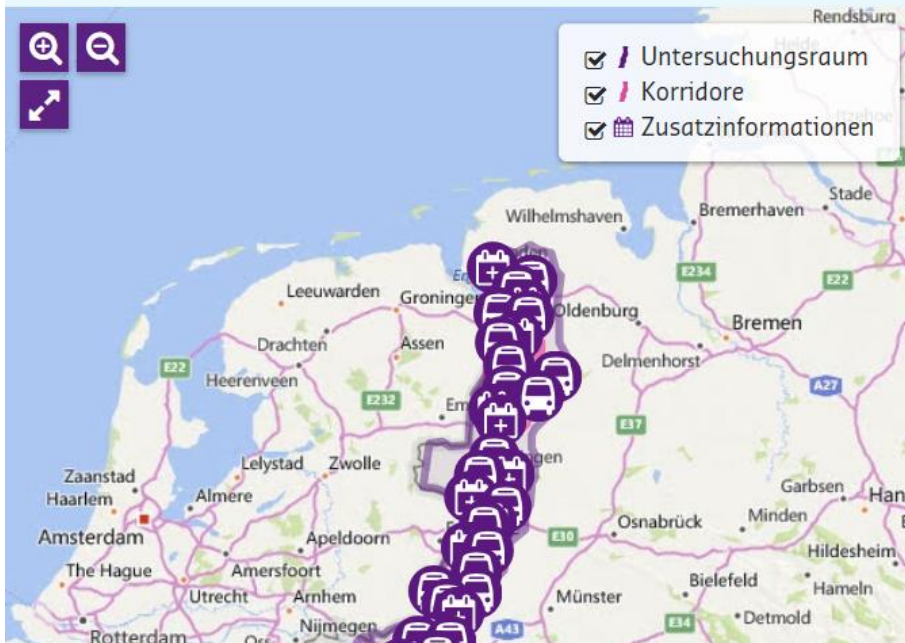 Rendsburg
Untersuchungsraum
Korridore
Zusatzinformationen
Stade
Wilhelmshaven
Bremerhaven
E234
E22
Leeuwarden
Groningen
Oldenburg
Bremen
Drachten
Assen
Delmenhorst
E22
Heerenveen
A27
E232
E37
Zaanstad
Lelystad
Zwolle
Haarlem
Almere
Garbsen
Amsterdam
Apeldoorn
E30
Osnabrück
Minden
Hildesheim
The Hague
Amersfoort
Bielefeld
Hameln
Utrecht
Arnhem
Münster
Detmold
Rotterdam
Nijmegen
A43
E34